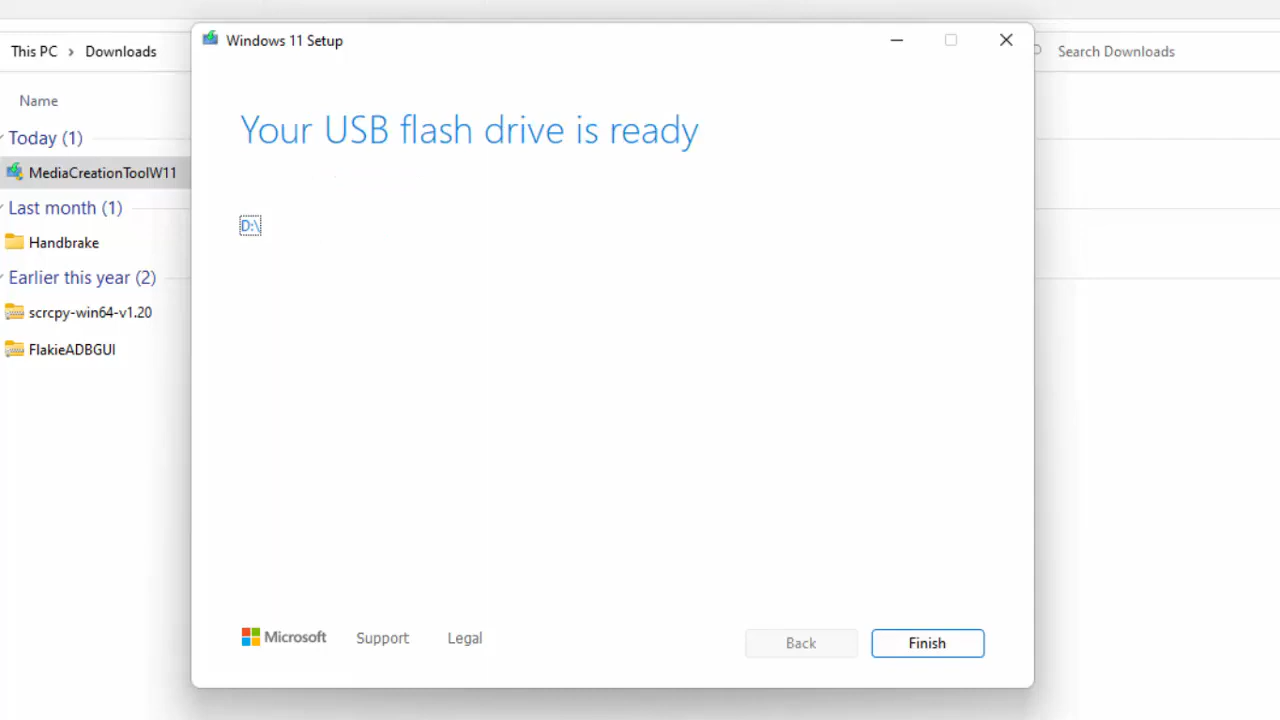 Windows 11 Setup
This PC > Downloads
Search Downloads
Name
Today (1)
MediaCreationToolW11
Last month (1)
Handbrake
Earlier this year (2)
scrcpy-win64-v1.20
FlakieADBGUI
Your USB flash drive is ready
D:\
Microsoft Support Legal
Back Finish